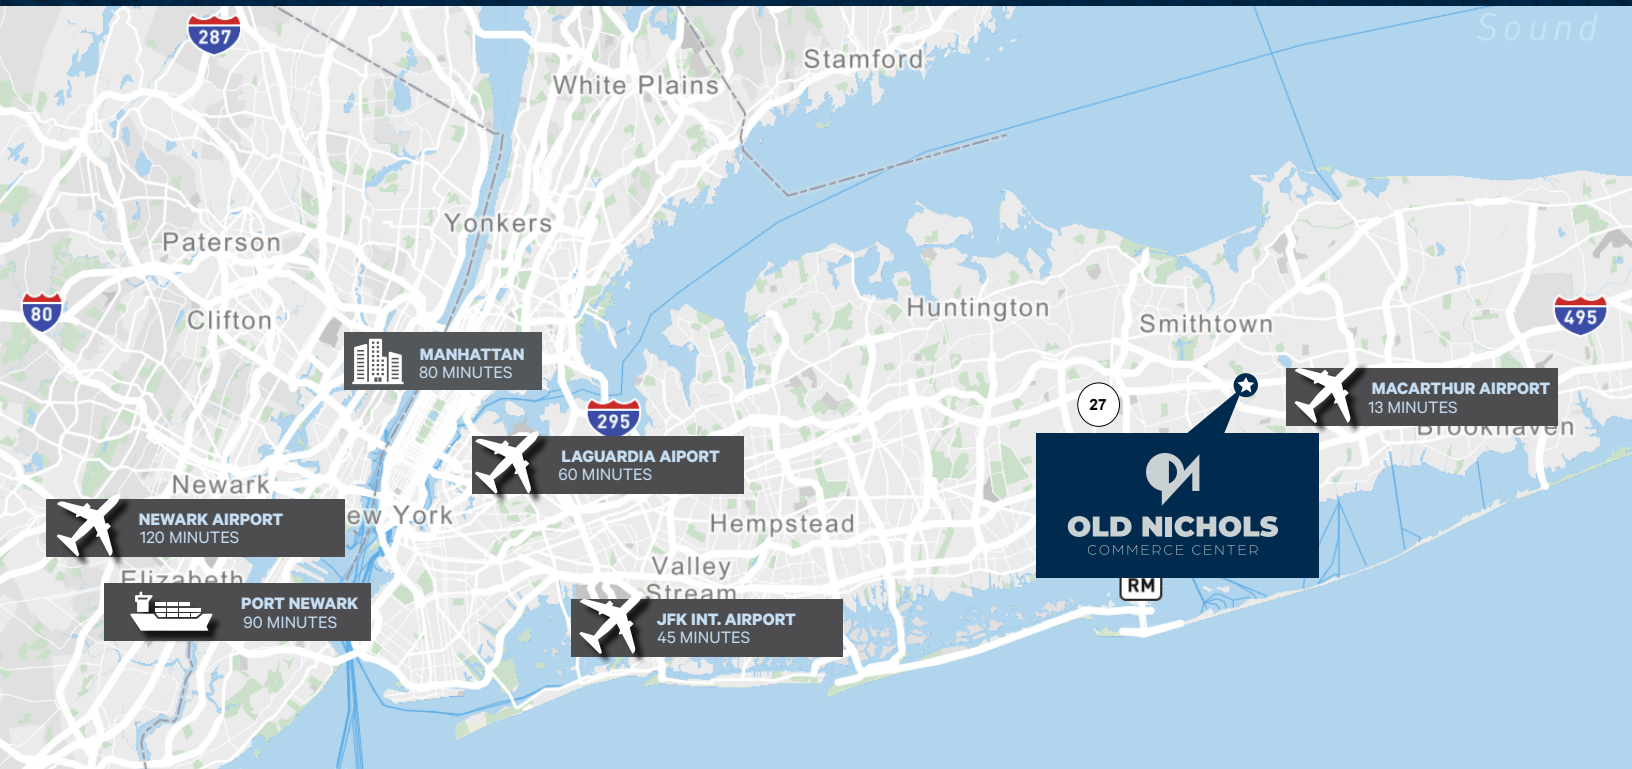 Sound
287
Stamford
White Plains
Yonkers
Paterson
80
Clifton
Huntington
Smithtown
495
MANHATTAN
80 MINUTES
295
27
MACARTHUR AIRPORT
13 MINUTES
Brookhaven
LAGUARDIA AIPORT
60 MINUTES
Newark
NEWARK AIRPORT
120 MINUTES
ew York
Hempstead
OLD NICHOLS
COMMERCE CENTER
Valley
Stream
Elizabeth
RM
PORT NEWARK
90 MINUTES
JFK INT. AIRPORT
45 MINUTES